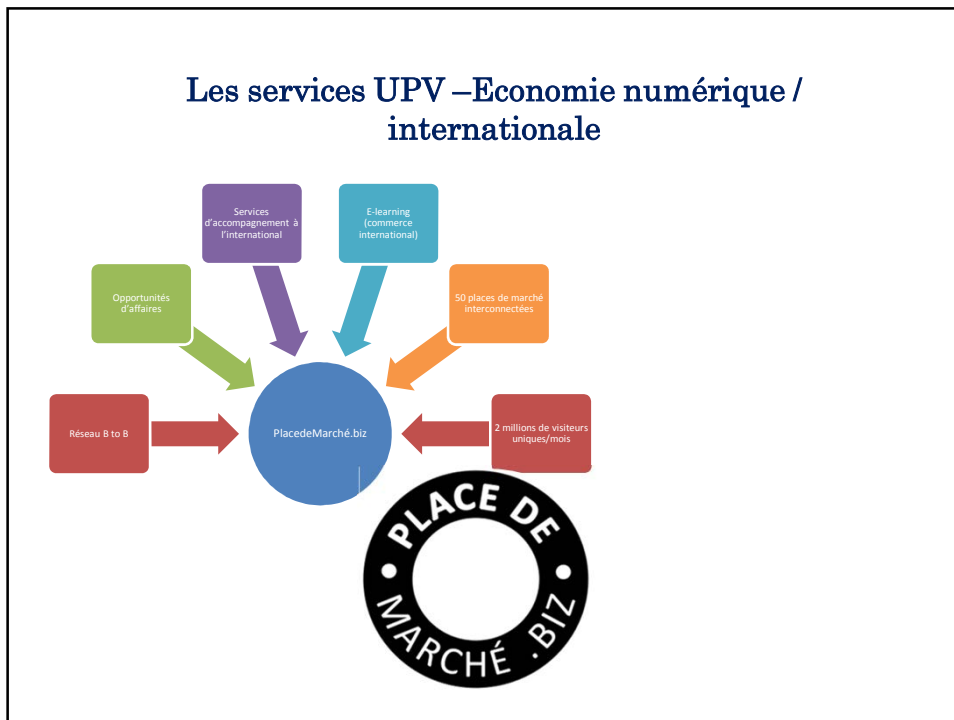 Les services UPV –Economie numérique /
internationale
Services
d'accompagnement à
l'international
E-learning
(commerce
international)
Opportunités
d'affaires
50 places de marché
interconnectées
Réseau B to B
PlacedeMarché.biz
2 millions de visiteurs
uniques/mois
PLACE DE
MARCHÉ .BIZ